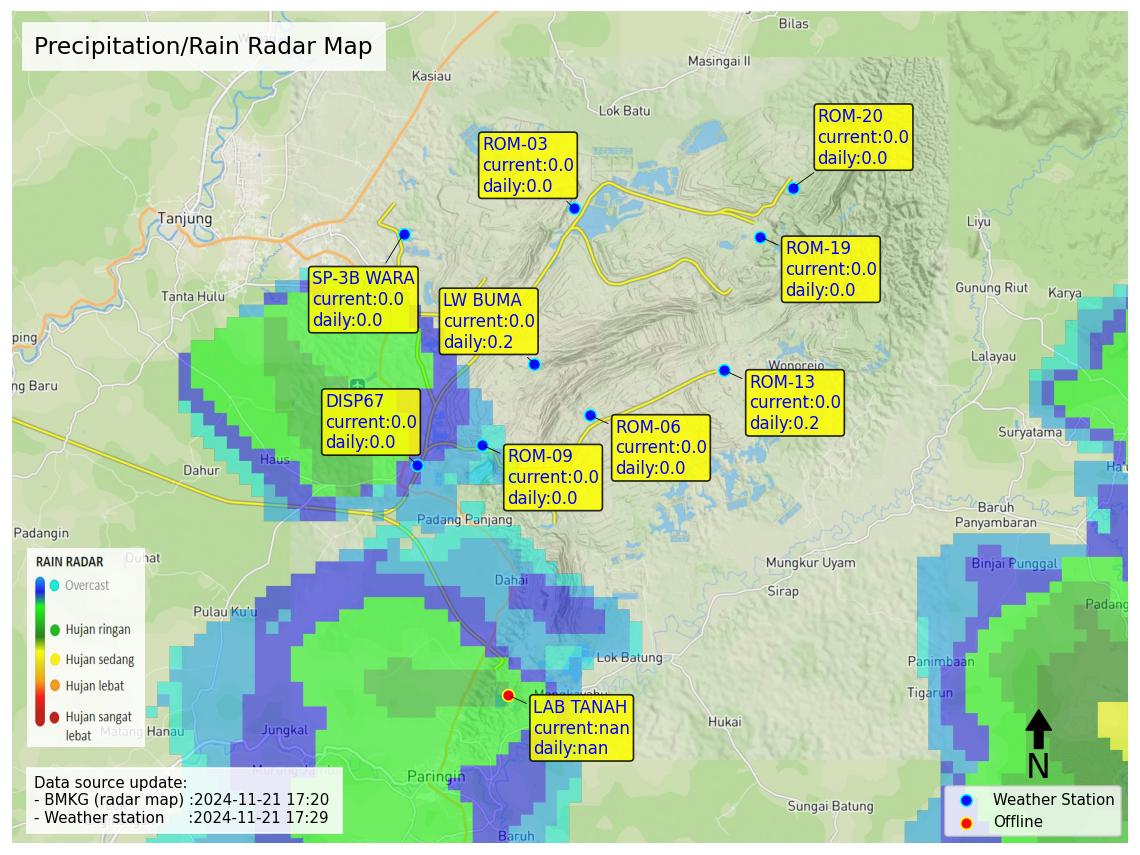 Precipitation/Rain Radar Map
Bilas
Masingai II
Kasiau
Lok Batu
ROM-20
current:0.0
daily:0.0
ROM-03
current:0.0
daily:0.0
Tanjung
Liyu
ROM-19
current:0.0
daily:0.0
SP-3B WARA
current:0.0
daily:0.0
Tanta Hulu
LW BUMA
current:0.0
daily:0.2
Gunung Riut
Karya
ping
Lalayau
Wonorejo
ng Baru
ROM-13
current:0.0
daily:0.2
DISP67
current:0.0
daily:0.0
ROM-06
current:0.0
daily:0.0
Suryatama
ROM-09
current:0.0
daily:0.0
Haus
Dahur
Ha'u
Padang Panjang
Baruh
Panyambaran
Padangin
RAIN RADAR
Overcast
Hujan ringan
Hujan sedang
Hujan lebat
Hujan sangat
lebat
Mungkur Uyam
Binjai Punggal
Dahai
Sirap
Pulau Ku'u
Padang
Lok Batung
Panimbaan
Tigarun
LAB TANAH
current:nan
daily:nan
Hukai
Jungkal
Matang Hanau
Paringin
N
Data source update:
- BMKG (radar map) :2024-11-21 17:20
- Weather station :2024-11-21 17:29
Weather Station
Offline
Sungai Batung
Baruh